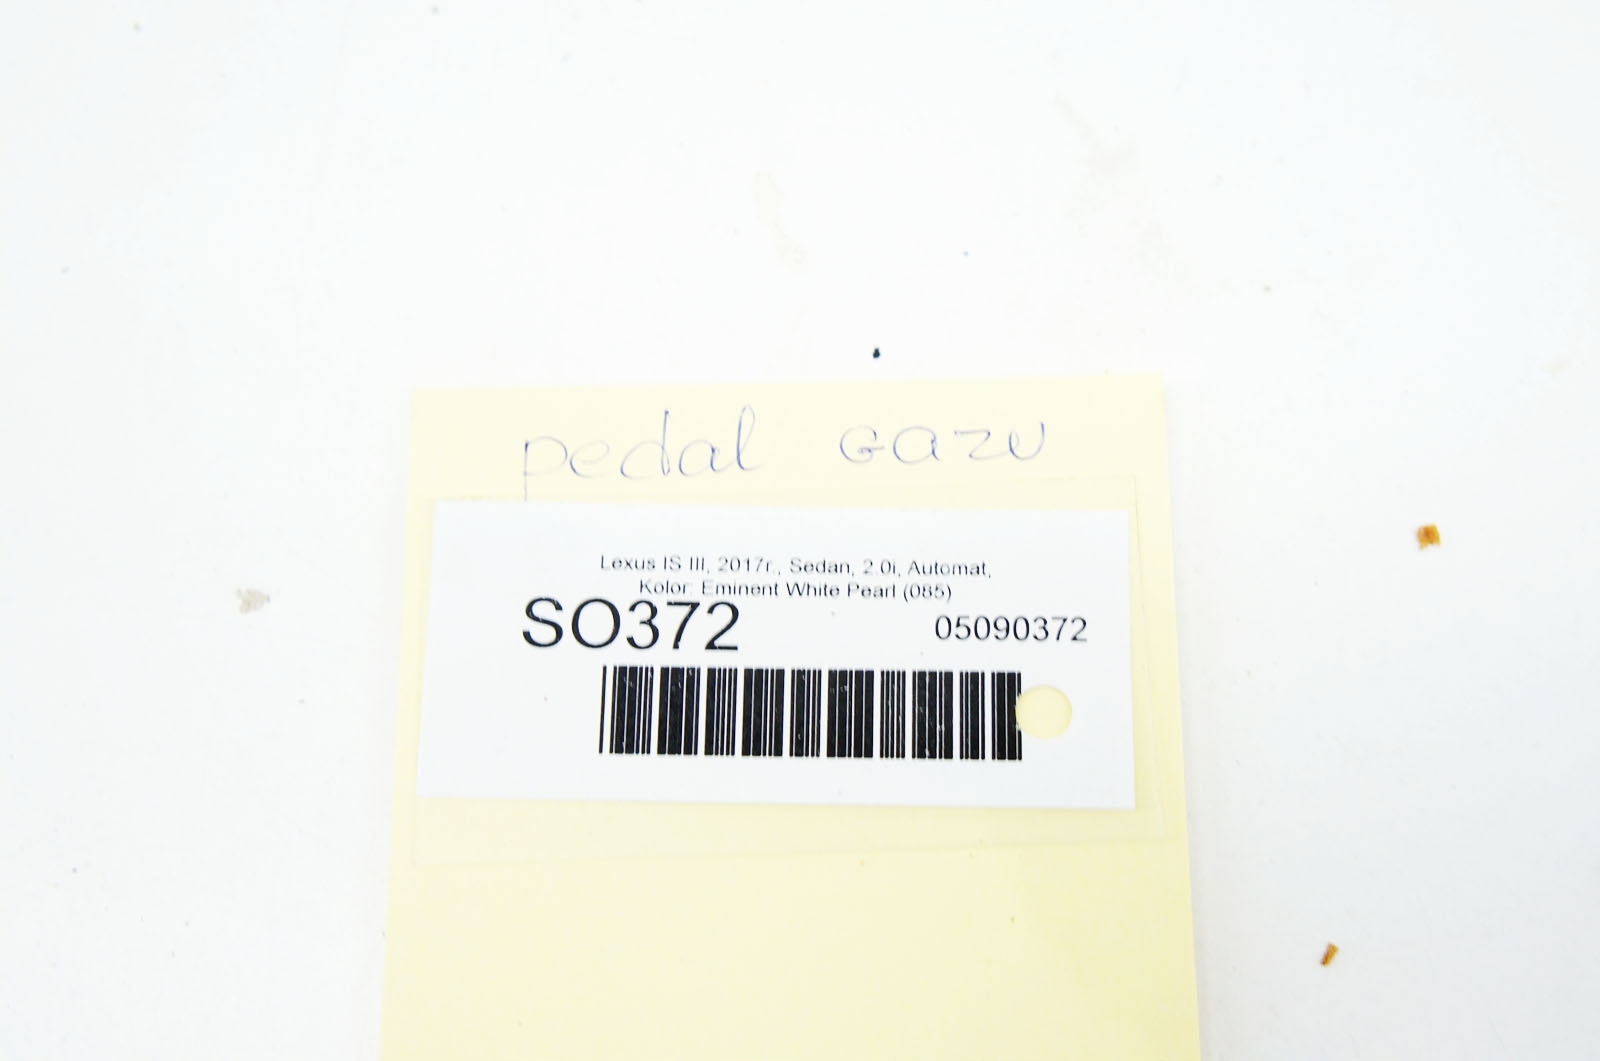 pedal Gazu
Lexus IS III, 2017r., Sedan, 2.0i, Automat,
Kolor: Eminent White Pearl (085)
SO372 05090372